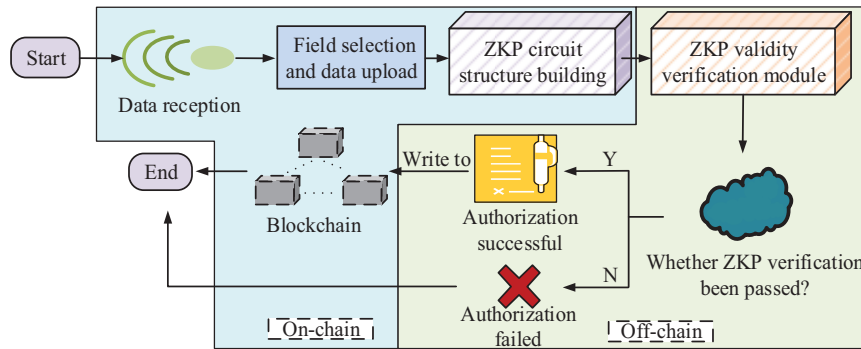 Start
Data reception
Field selection
and data upload
ZKP circuit
structure building
ZKP validity
verification module
End
Blockchain
Write to
Authorization
successful
Y
N
Whether ZKP verification
been passed?
Authorization
failed
On-chain
Off-chain